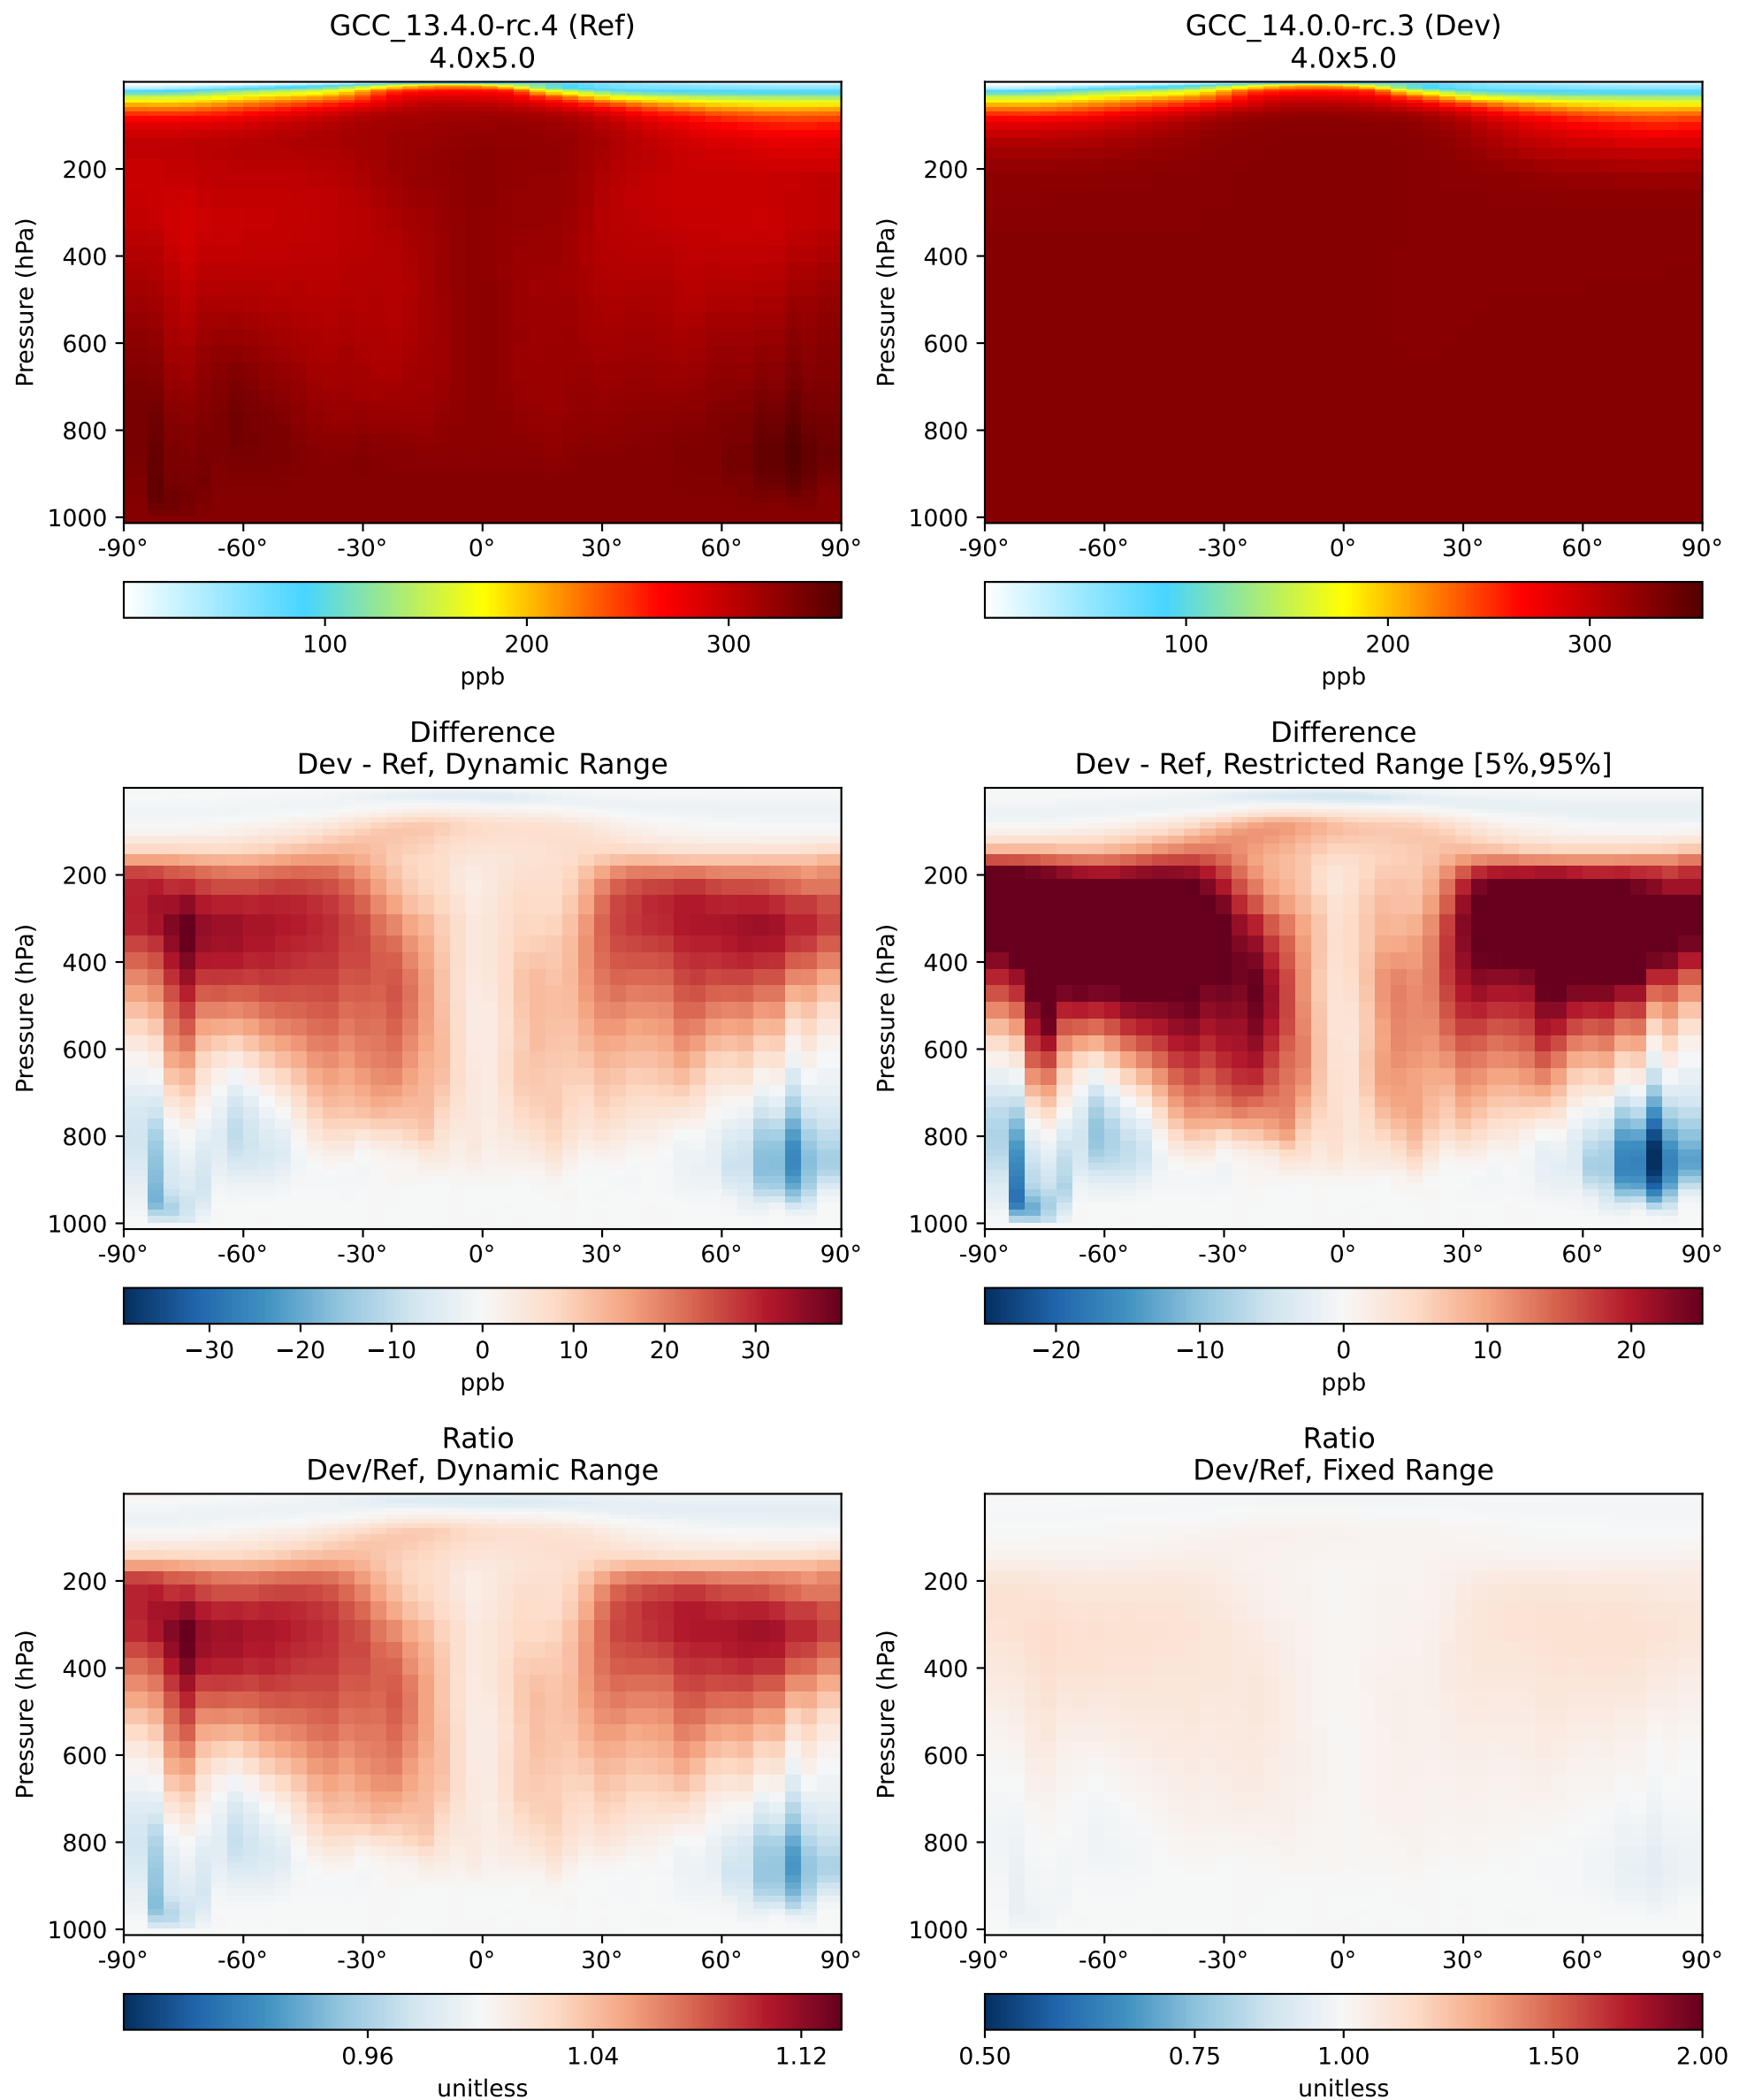 GCC_13.4.0-rc.4 (Ref)
4.0x5.0
Pressure (hPa)
200
400
600
800
1000
-90° -60° -30° 0° 30° 60° 90°
100 200 300
ppb
GCC_14.0.0-rc.3 (Dev)
4.0x5.0
Pressure (hPa)
200
400
600
800
1000
-90° -60° -30° 0° 30° 60° 90°
100 200 300
ppb
Difference
Dev - Ref, Dynamic Range
Pressure (hPa)
200
400
600
800
1000
-90° -60° -30° 0° 30° 60° 90°
−30 −20 −10 0 10 20 30
ppb
Difference
Dev - Ref, Restricted Range [5%,95%]
Pressure (hPa)
200
400
600
800
1000
-90° -60° -30° 0° 30° 60° 90°
−20 −10 0 10 20
ppb
Ratio
Dev/Ref, Dynamic Range
Pressure (hPa)
200
400
600
800
1000
-90° -60° -30° 0° 30° 60° 90°
0.96 1.04 1.12
unitless
Ratio
Dev/Ref, Fixed Range
Pressure (hPa)
200
400
600
800
1000
-90° -60° -30° 0° 30° 60° 90°
0.50 0.75 1.00 1.50 2.00
unitless